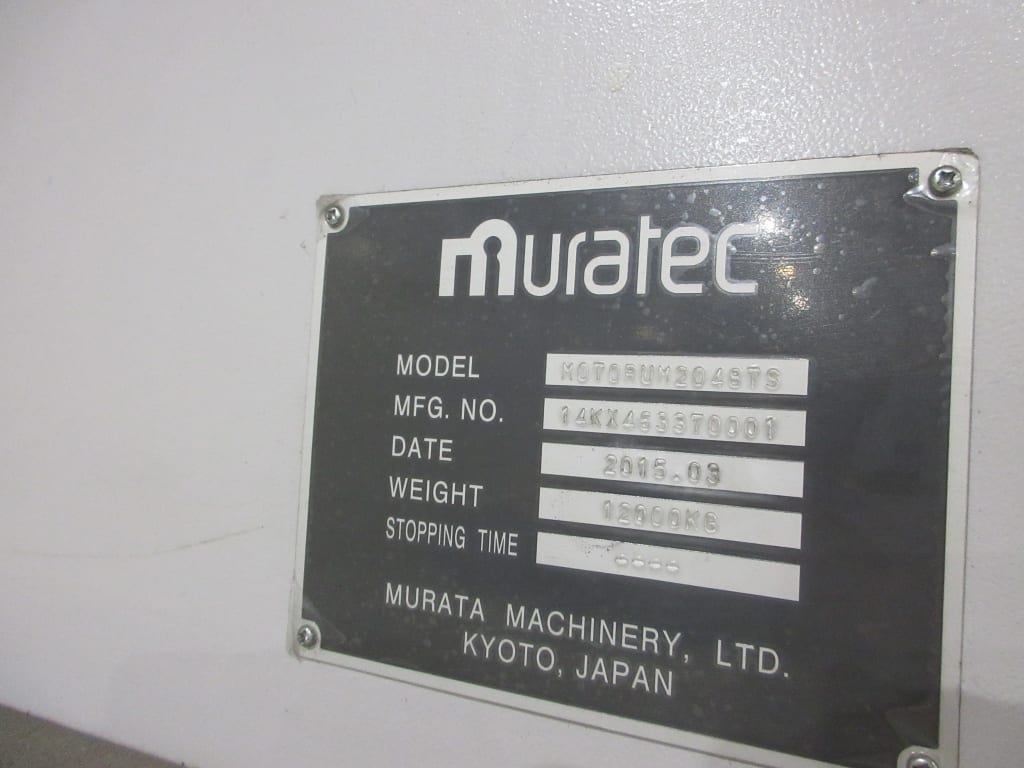 muratec
MODEL MOTORUM2048TS
MFG. NO.
DATE 2015.03
WEIGHT 12000KG
STOPPING TIME ----
MURATA MACHINERY, LTD.
KYOTO, JAPAN